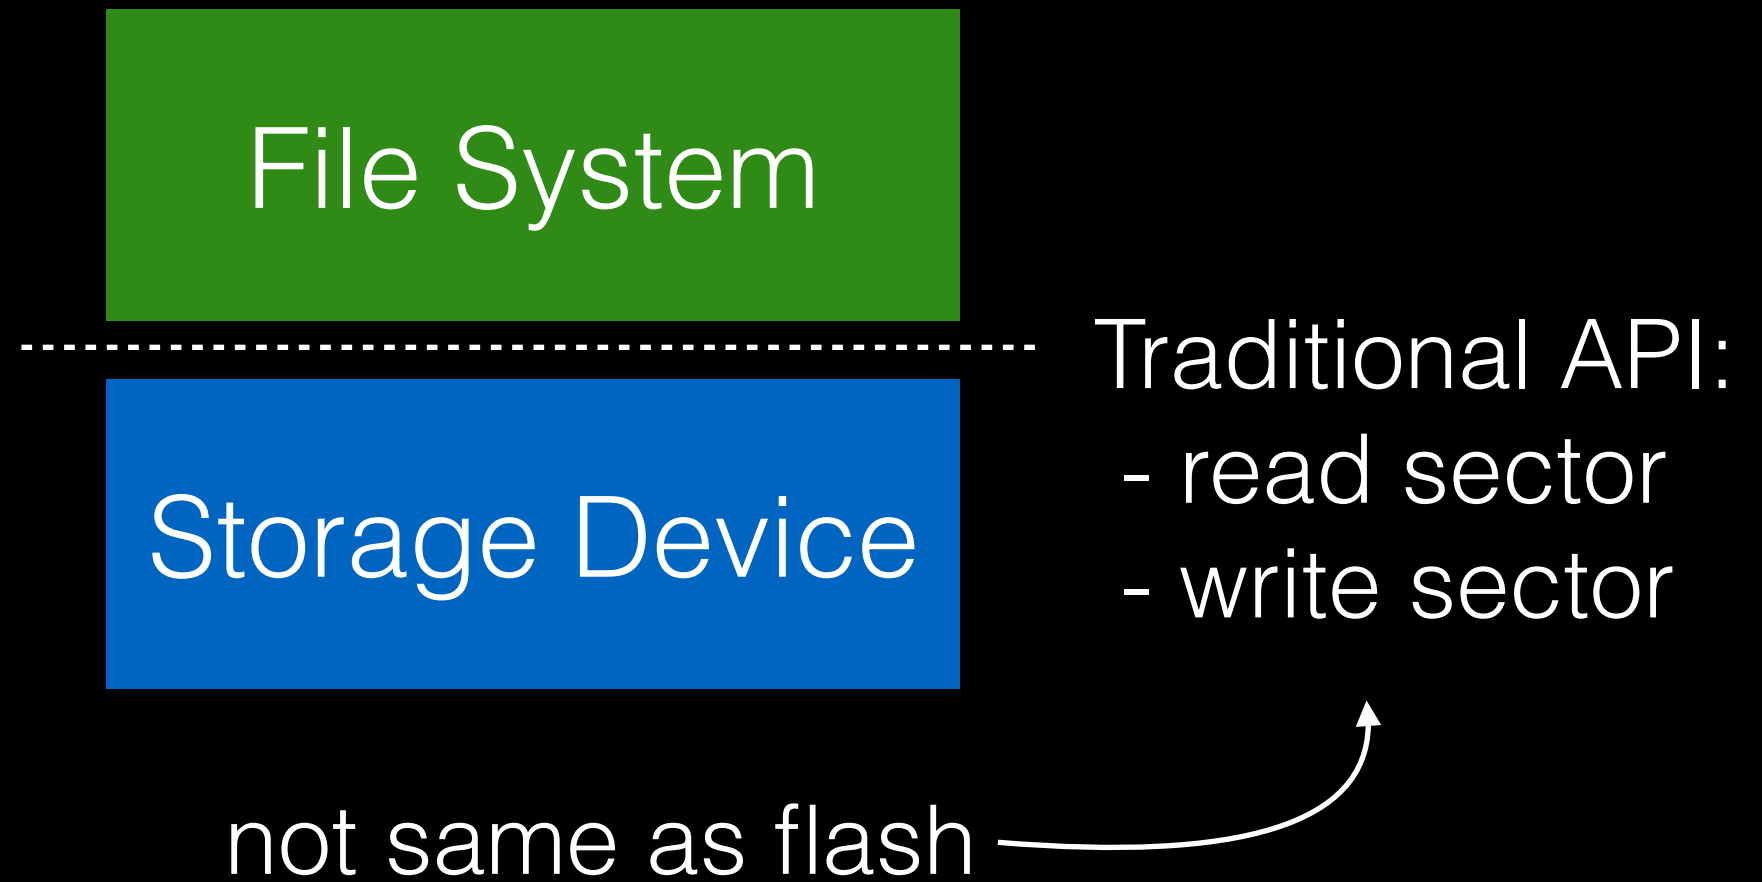 File System
Storage Device
Traditional API:
- read sector
- write sector
not same as flash